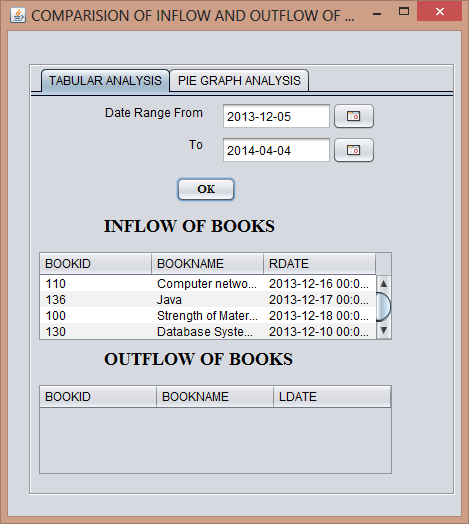 COMPARISION OF INFLOW AND OUTFLOW OF ...
TABULAR ANALYSIS PIE GRAPH ANALYSIS
Date Range From 2013-12-05
To 2014-04-04
OK
INFLOW OF BOOKS
BOOKID BOOKNAME RDATE
110 Computer netwo... 2013-12-16 00:0...
136 Java 2013-12-17 00:0...
100 Strength of Mater... 2013-12-18 00:0...
130 Database Syste... 2013-12-10 00:0...
OUTFLOW OF BOOKS
BOOKID BOOKNAME LDATE